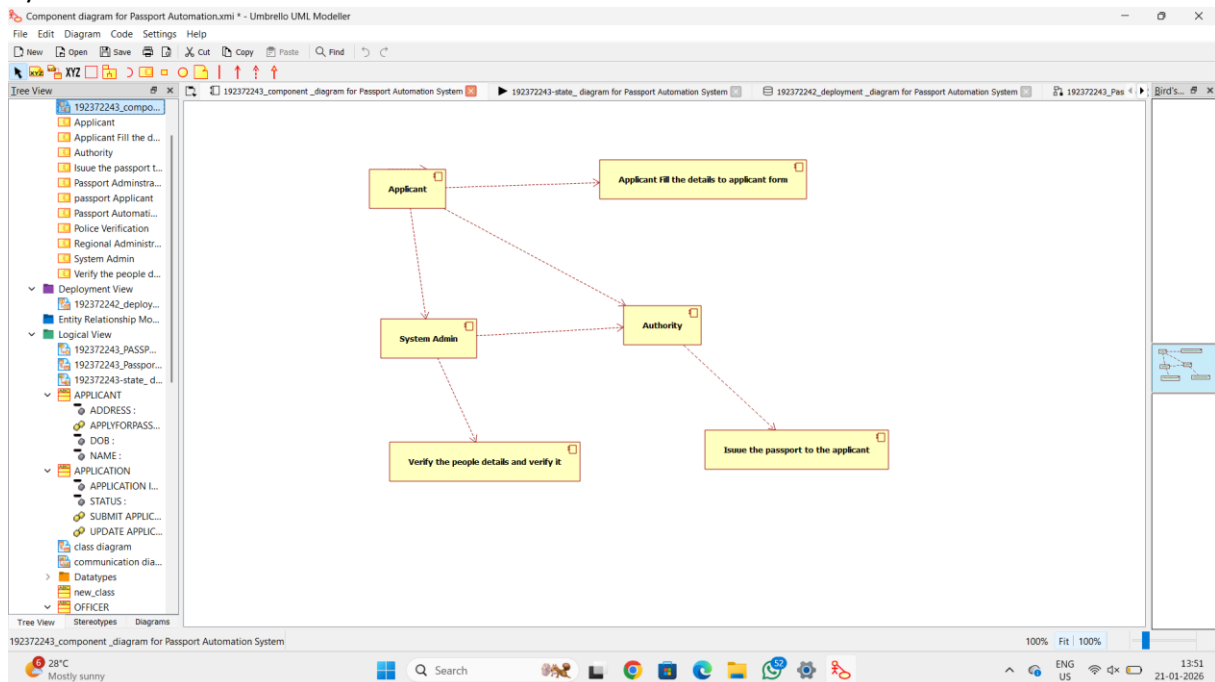 Component diagram for Passport Automation.xmi * - Umbrello UML Modeller
File Edit Diagram Code Settings Help
New Open Save Cut Copy Paste Find
XYZ XYZ
Tree View
192372243_component _diagram for Passport Automation System
192372243-state_ diagram for Passport Automation System
192372242_deployment _diagram for Passport Automation System
192372243_Pas
Bird's...
192372243_compo...
Applicant
Applicant Fill the d...
Authority
Isuue the passport t...
Passport Adminstra...
passport Applicant
Passport Automati...
Police Verification
Regional Administr...
System Admin
Verify the people d...
Deployment View
192372242_deploy...
Entity Relationship Mo...
Logical View
192372243_PASSP...
192372243_Passpor...
192372243-state_ d...
APPLICANT
ADDRESS :
APPLYFORPASS...
DOB :
NAME :
APPLICATION
APPLICATION I...
STATUS :
SUBMIT APPLIC...
UPDATE APPLIC...
class diagram
communication dia...
Datatypes
new_class
OFFICER
Tree View Stereotypes Diagrams
Applicant
Applicant Fill the details to applicant form
System Admin
Authority
Verify the people details and verify it
Isuue the passport to the applicant
192372243_component _diagram for Passport Automation System
100% Fit 100%
6
28°C
Mostly sunny
Search
52
ENG
US
13:51
21-01-2026